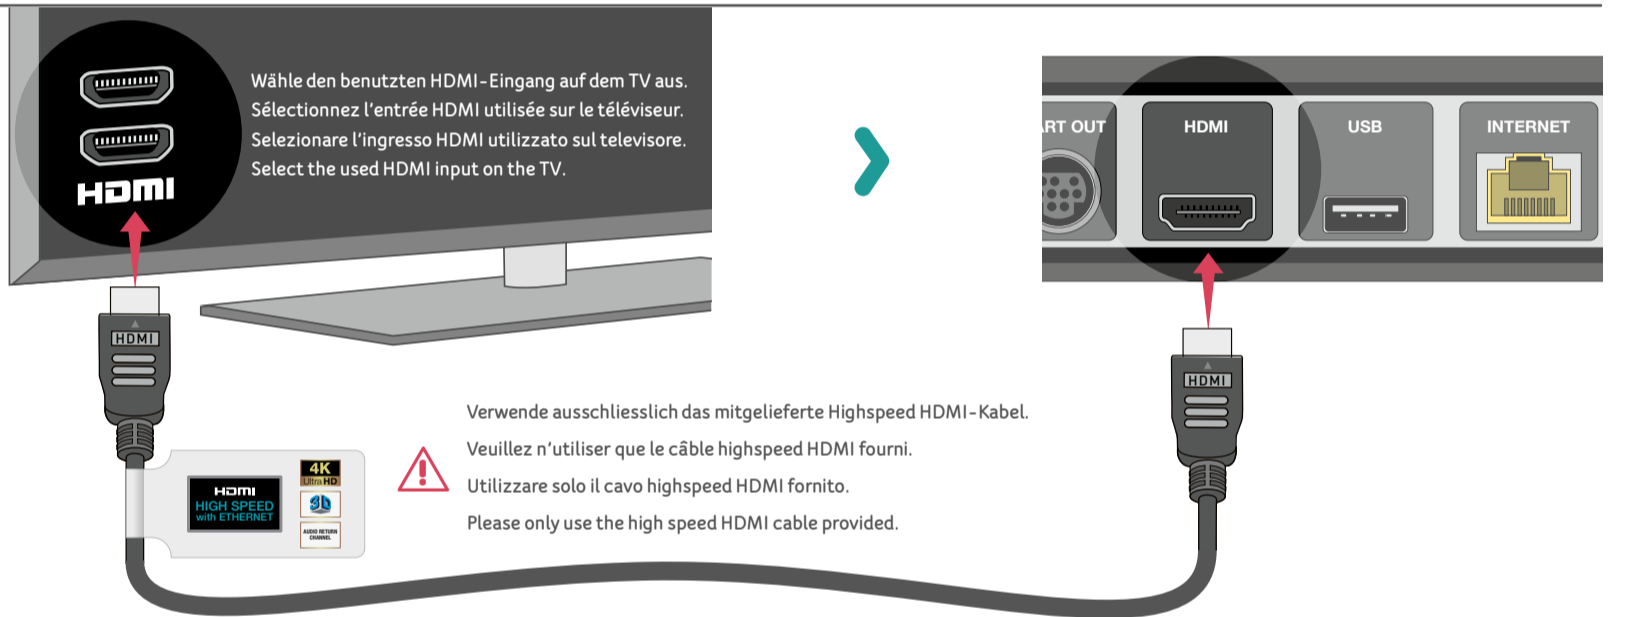 Wähle den benutzten HDMI-Eingang auf dem TV aus.
Sélectionnez l'entrée HDMI utilisée sur le téléviseur.
Selezionare l'ingresso HDMI utilizzato sul televisore.
Select the used HDMI input on the TV.
HDMI
ART OUT
HDMI
USB
INTERNET
HDMI
HDMI
Verwende ausschliesslich das mitgelieferte Highspeed HDMI-Kabel.
Veuillez n'utiliser que le câble highspeed HDMI fourni.
Utilizzare solo il cavo highspeed HDMI fornito.
Please only use the high speed HDMI cable provided.
HDMI
HIGH SPEED
with ETHERNET
4K
Ultra HD
3D
AUDIO RETURN
CHANNEL